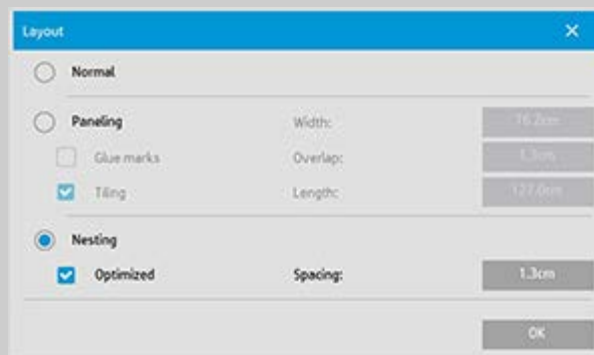 Layout
Normal
Paneling Width: 76.2cm
Glue marks Overlap: 1.3cm
Tiling Length: 127.0cm
Nesting
Optimized Spacing: 1.3cm
OK